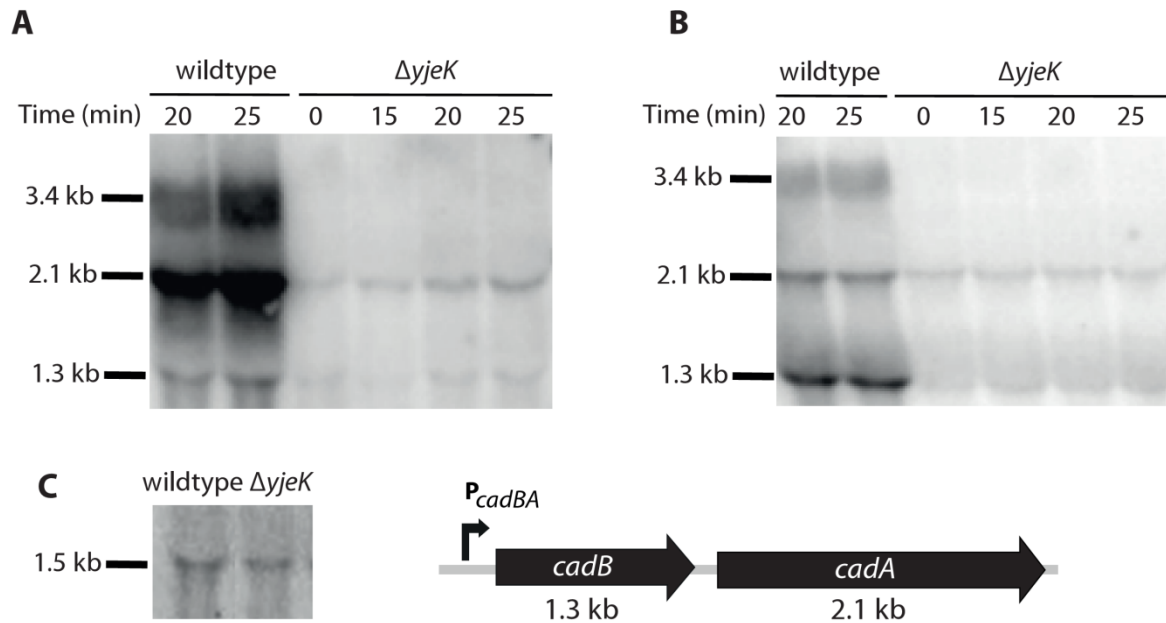 A
wildtype ΔyjeK
Time (min) 20 25 0 15 20 25
3.4 kb
2.1 kb
1.3 kb
B
wildtype ΔyjeK
Time (min) 20 25 0 15 20 25
3.4 kb
2.1 kb
1.3 kb
C
wildtype ΔyjeK
1.5 kb
PcadBA
cadB cadA
1.3 kb 2.1 kb